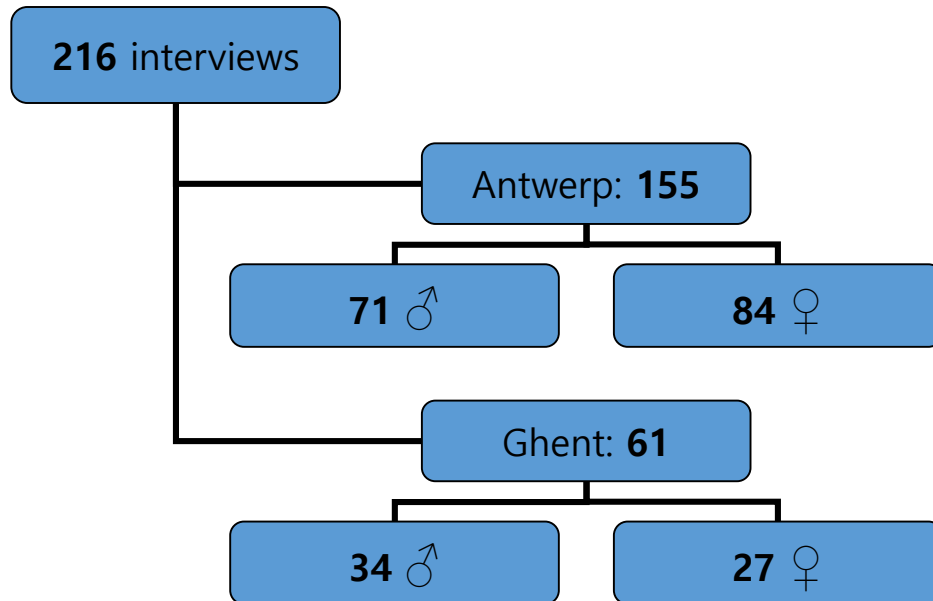 216 interviews
Antwerp: 155
71 ♂
84 ♀
Ghent: 61
34 ♂
27 ♀